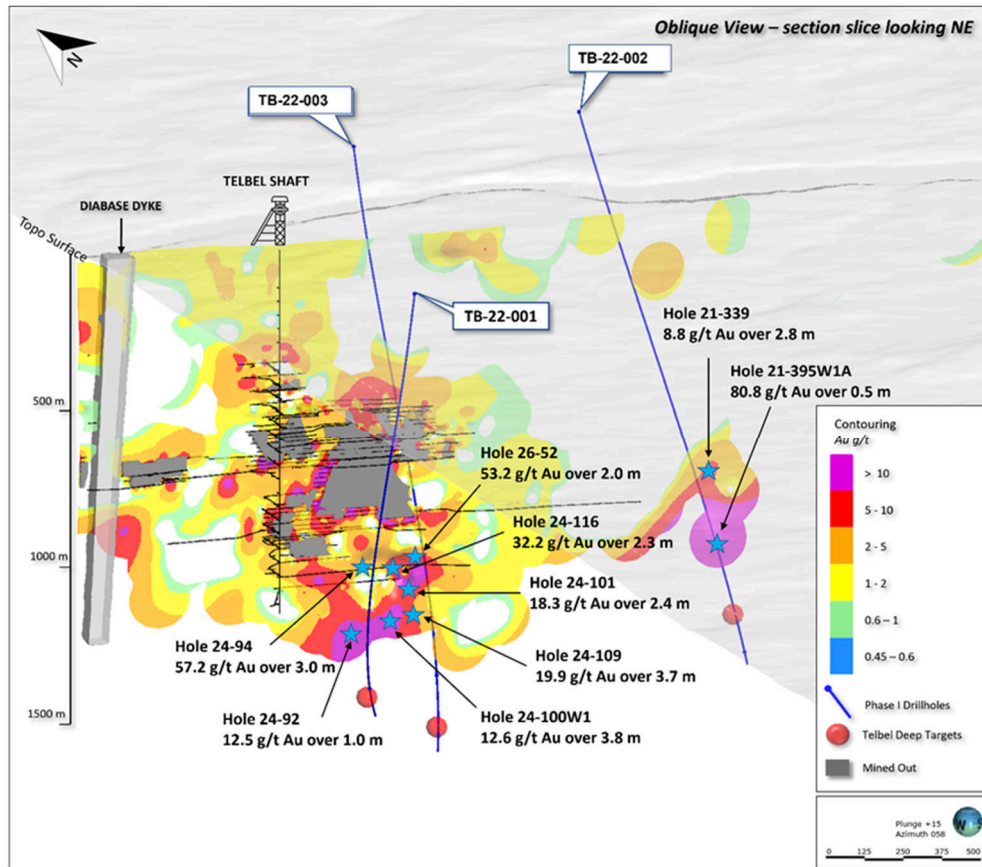 Oblique View – section slice looking NE
N
TB-22-002
TB-22-003
TELBEL SHAFT
DIABASE DYKE
Topo Surface
TB-22-001
Hole 21-339
8.8 g/t Au over 2.8 m
Hole 21-395W1A
80.8 g/t Au over 0.5 m
500 m
Hole 26-52
53.2 g/t Au over 2.0 m
Hole 24-116
32.2 g/t Au over 2.3 m
1000 m
Hole 24-101
18.3 g/t Au over 2.4 m
Hole 24-94
57.2 g/t Au over 3.0 m
Hole 24-109
19.9 g/t Au over 3.7 m
Hole 24-92
12.5 g/t Au over 1.0 m
Hole 24-100W1
12.6 g/t Au over 3.8 m
1500 m
Contouring
Au g/t
> 10
5 - 10
2 - 5
1 - 2
0.6 – 1
0.45 – 0.6
Phase I Drillholes
Telbel Deep Targets
Mined Out
Plunge +15
Azimuth 058
W S
0 125 250 375 500